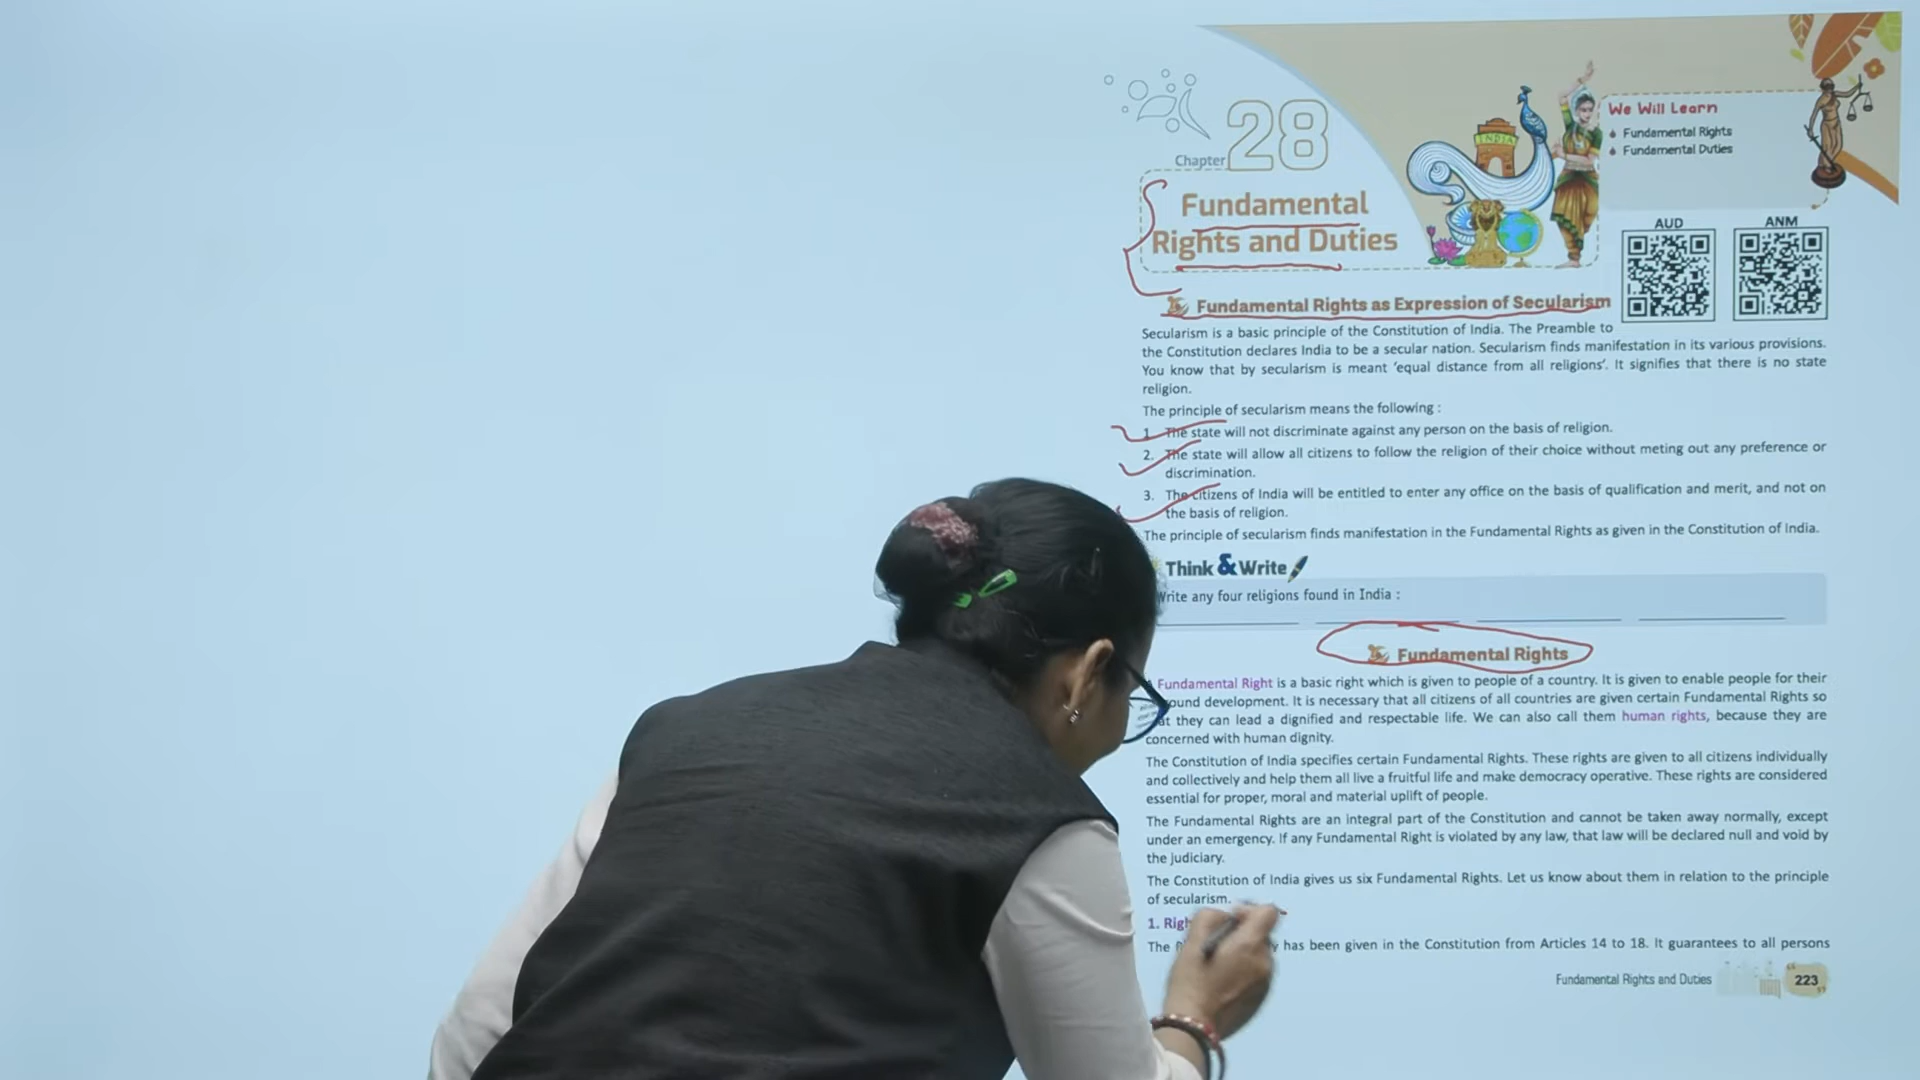 Chapter 28
Fundamental
Rights and Duties
INDIA
We Will Learn
Fundamental Rights
Fundamental Duties
AUD
ANM
Fundamental Rights as Expression of Secularism
Secularism is a basic principle of the Constitution of India. The Preamble to
the Constitution declares India to be a secular nation. Secularism finds manifestation in its various provisions.
You know that by secularism is meant 'equal distance from all religions'. It signifies that there is no state
religion.
The principle of secularism means the following :
1. The state will not discriminate against any person on the basis of religion.
2. The state will allow all citizens to follow the religion of their choice without meting out any preference or
discrimination.
3. The citizens of India will be entitled to enter any office on the basis of qualification and merit, and not on
the basis of religion.
The principle of secularism finds manifestation in the Fundamental Rights as given in the Constitution of India.
Think & Write
Write any four religions found in India :
Fundamental Rights
Fundamental Right is a basic right which is given to people of a country. It is given to enable people for their
ound development. It is necessary that all citizens of all countries are given certain Fundamental Rights so
at they can lead a dignified and respectable life. We can also call them human rights, because they are
concerned with human dignity.
The Constitution of India specifies certain Fundamental Rights. These rights are given to all citizens individually
and collectively and help them all live a fruitful life and make democracy operative. These rights are considered
essential for proper, moral and material uplift of people.
The Fundamental Rights are an integral part of the Constitution and cannot be taken away normally, except
under an emergency. If any Fundamental Right is violated by any law, that law will be declared null and void by
the judiciary.
The Constitution of India gives us six Fundamental Rights. Let us know about them in relation to the principle
of secularism.
1. Righ
The has been given in the Constitution from Articles 14 to 18. It guarantees to all persons
Fundamental Rights and Duties 223